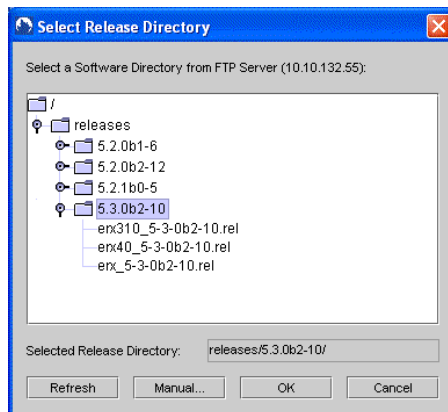 Select Release Directory
Select a Software Directory from FTP Server (10.10.132.55):
/
releases
5.2.0b1-6
5.2.0b2-12
5.2.1b0-5
5.3.0b2-10
erx310_5-3-0b2-10.rel
erx40_5-3-0b2-10.rel
erx_5-3-0b2-10.rel
Selected Release Directory: releases/5.3.0b2-10/
Refresh Manual... OK Cancel